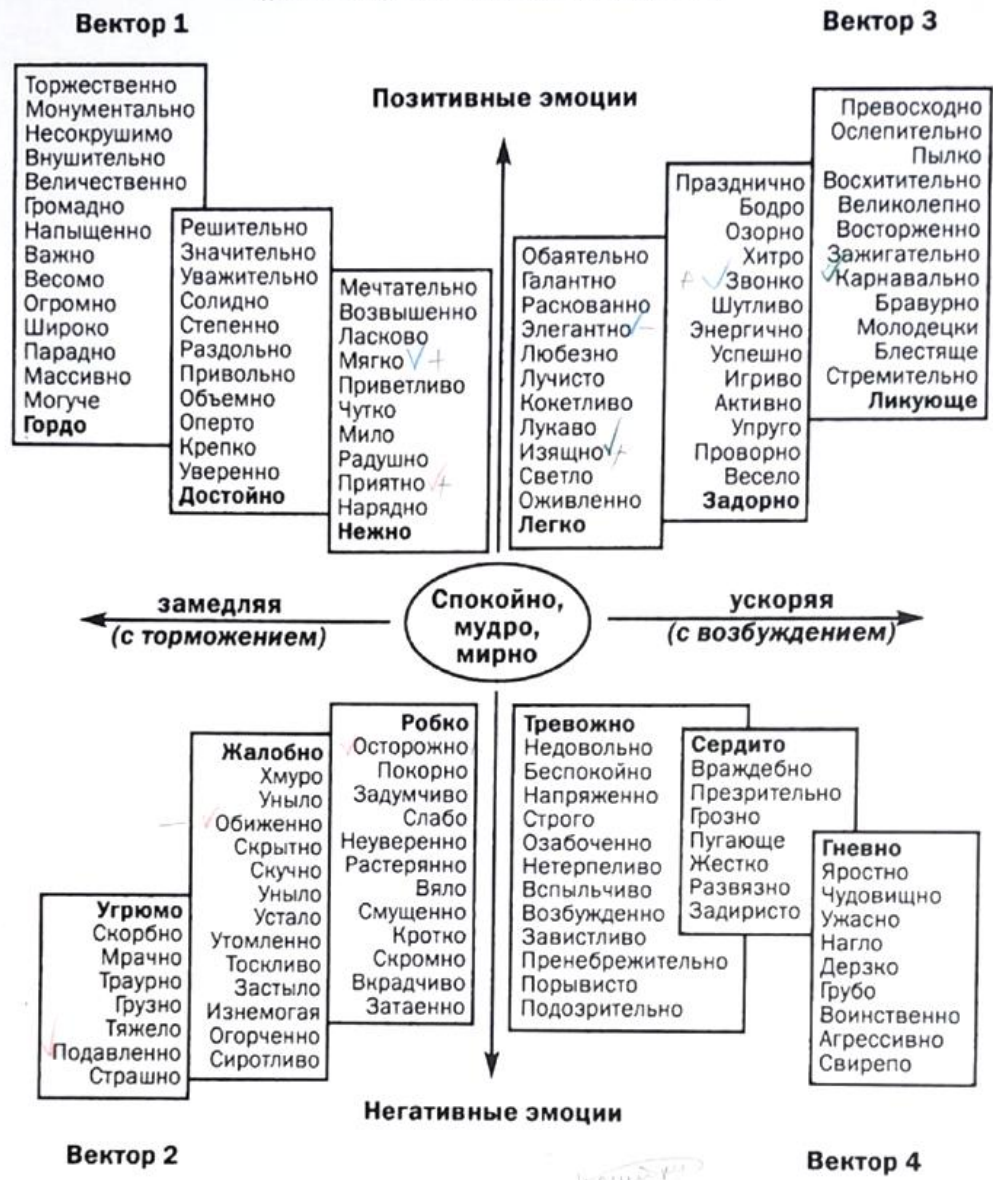 Вектор 1
Вектор 3
Позитивные эмоции
Торжественно
Монументально
Несокрушимо
Внушительно
Величественно
Громадно
Напыщенно
Важно
Весомо
Огромно
Широко
Парадно
Массивно
Могуче
Гордо
Решительно
Значительно
Уважительно
Солидно
Степенно
Раздольно
Привольно
Объемно
Оперто
Крепко
Уверенно
Достойно
Мечтательно
Возвышенно
Ласково
Мягко
Приветливо
Чутко
Мило
Радушно
Приятно
Нарядно
Нежно
Обаятельно
Галантно
Раскованно
Элегантно
Любезно
Лучисто
Кокетливо
Лукаво
Изящно
Светло
Оживленно
Легко
Празднично
Бодро
Озорно
Хитро
Звонко
Шутливо
Энергично
Успешно
Игриво
Активно
Упруго
Проворно
Весело
Задорно
Превосходно
Ослепительно
Пылко
Восхитительно
Великолепно
Восторженно
Зажигательно
Карнавально
Бравурно
Молодецки
Блестяще
Стремительно
Ликующе
замедляя
(с торможением)
Спокойно,
мудро,
мирно
ускоряя
(с возбуждением)
Угрюмо
Скорбно
Мрачно
Траурно
Грузно
Тяжело
Подавленно
Страшно
Жалобно
Хмуро
Уныло
Обиженно
Скрытно
Скучно
Уныло
Устало
Утомленно
Тоскливо
Застыло
Изнемогая
Огорченно
Сиротливо
Робко
Осторожно
Покорно
Задумчиво
Слабо
Неуверенно
Растерянно
Вяло
Смущенно
Кротко
Скромно
Вкрадчиво
Затаенно
Тревожно
Недовольно
Беспокойно
Напряженно
Строго
Озабоченно
Нетерпеливо
Вспыльчиво
Возбужденно
Завистливо
Пренебрежительно
Порывисто
Подозрительно
Сердито
Враждебно
Презрительно
Грозно
Пугающе
Жестко
Развязно
Задиристо
Гневно
Яростно
Чудовищно
Ужасно
Нагло
Дерзко
Грубо
Воинственно
Агрессивно
Свирепо
Негативные эмоции
Вектор 2
Вектор 4